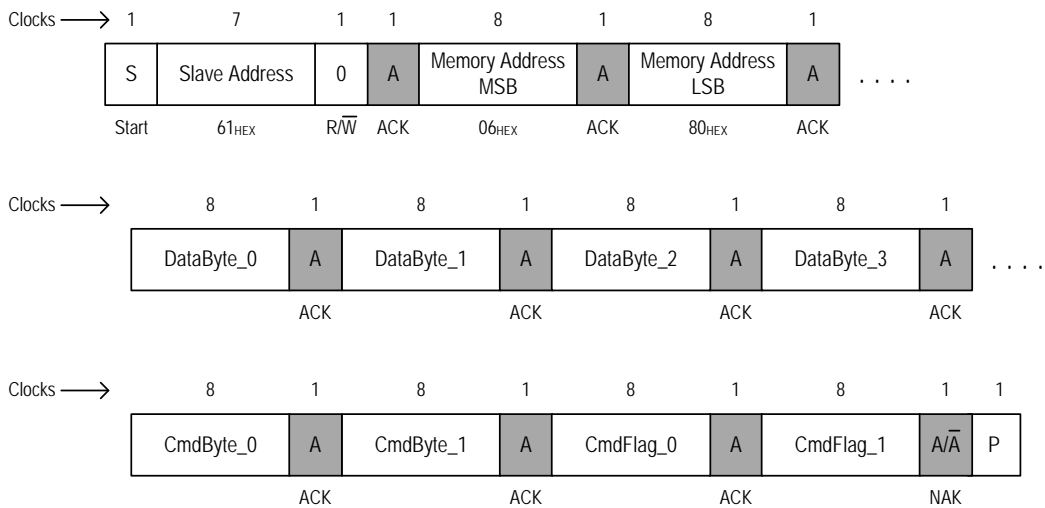 Clocks → 1 7 1 1 8 1 8 1
S Slave Address 0 A Memory Address MSB A Memory Address LSB A . . . .
Start 61HEX R/W̅ ACK 06HEX ACK 80HEX ACK
Clocks → 8 1 8 1 8 1 8 1
DataByte_0 A DataByte_1 A DataByte_2 A DataByte_3 A . . . .
ACK ACK ACK ACK
Clocks → 8 1 8 1 8 1 8 1 1
CmdByte_0 A CmdByte_1 A CmdFlag_0 A CmdFlag_1 A/A̅ P
ACK ACK ACK NAK